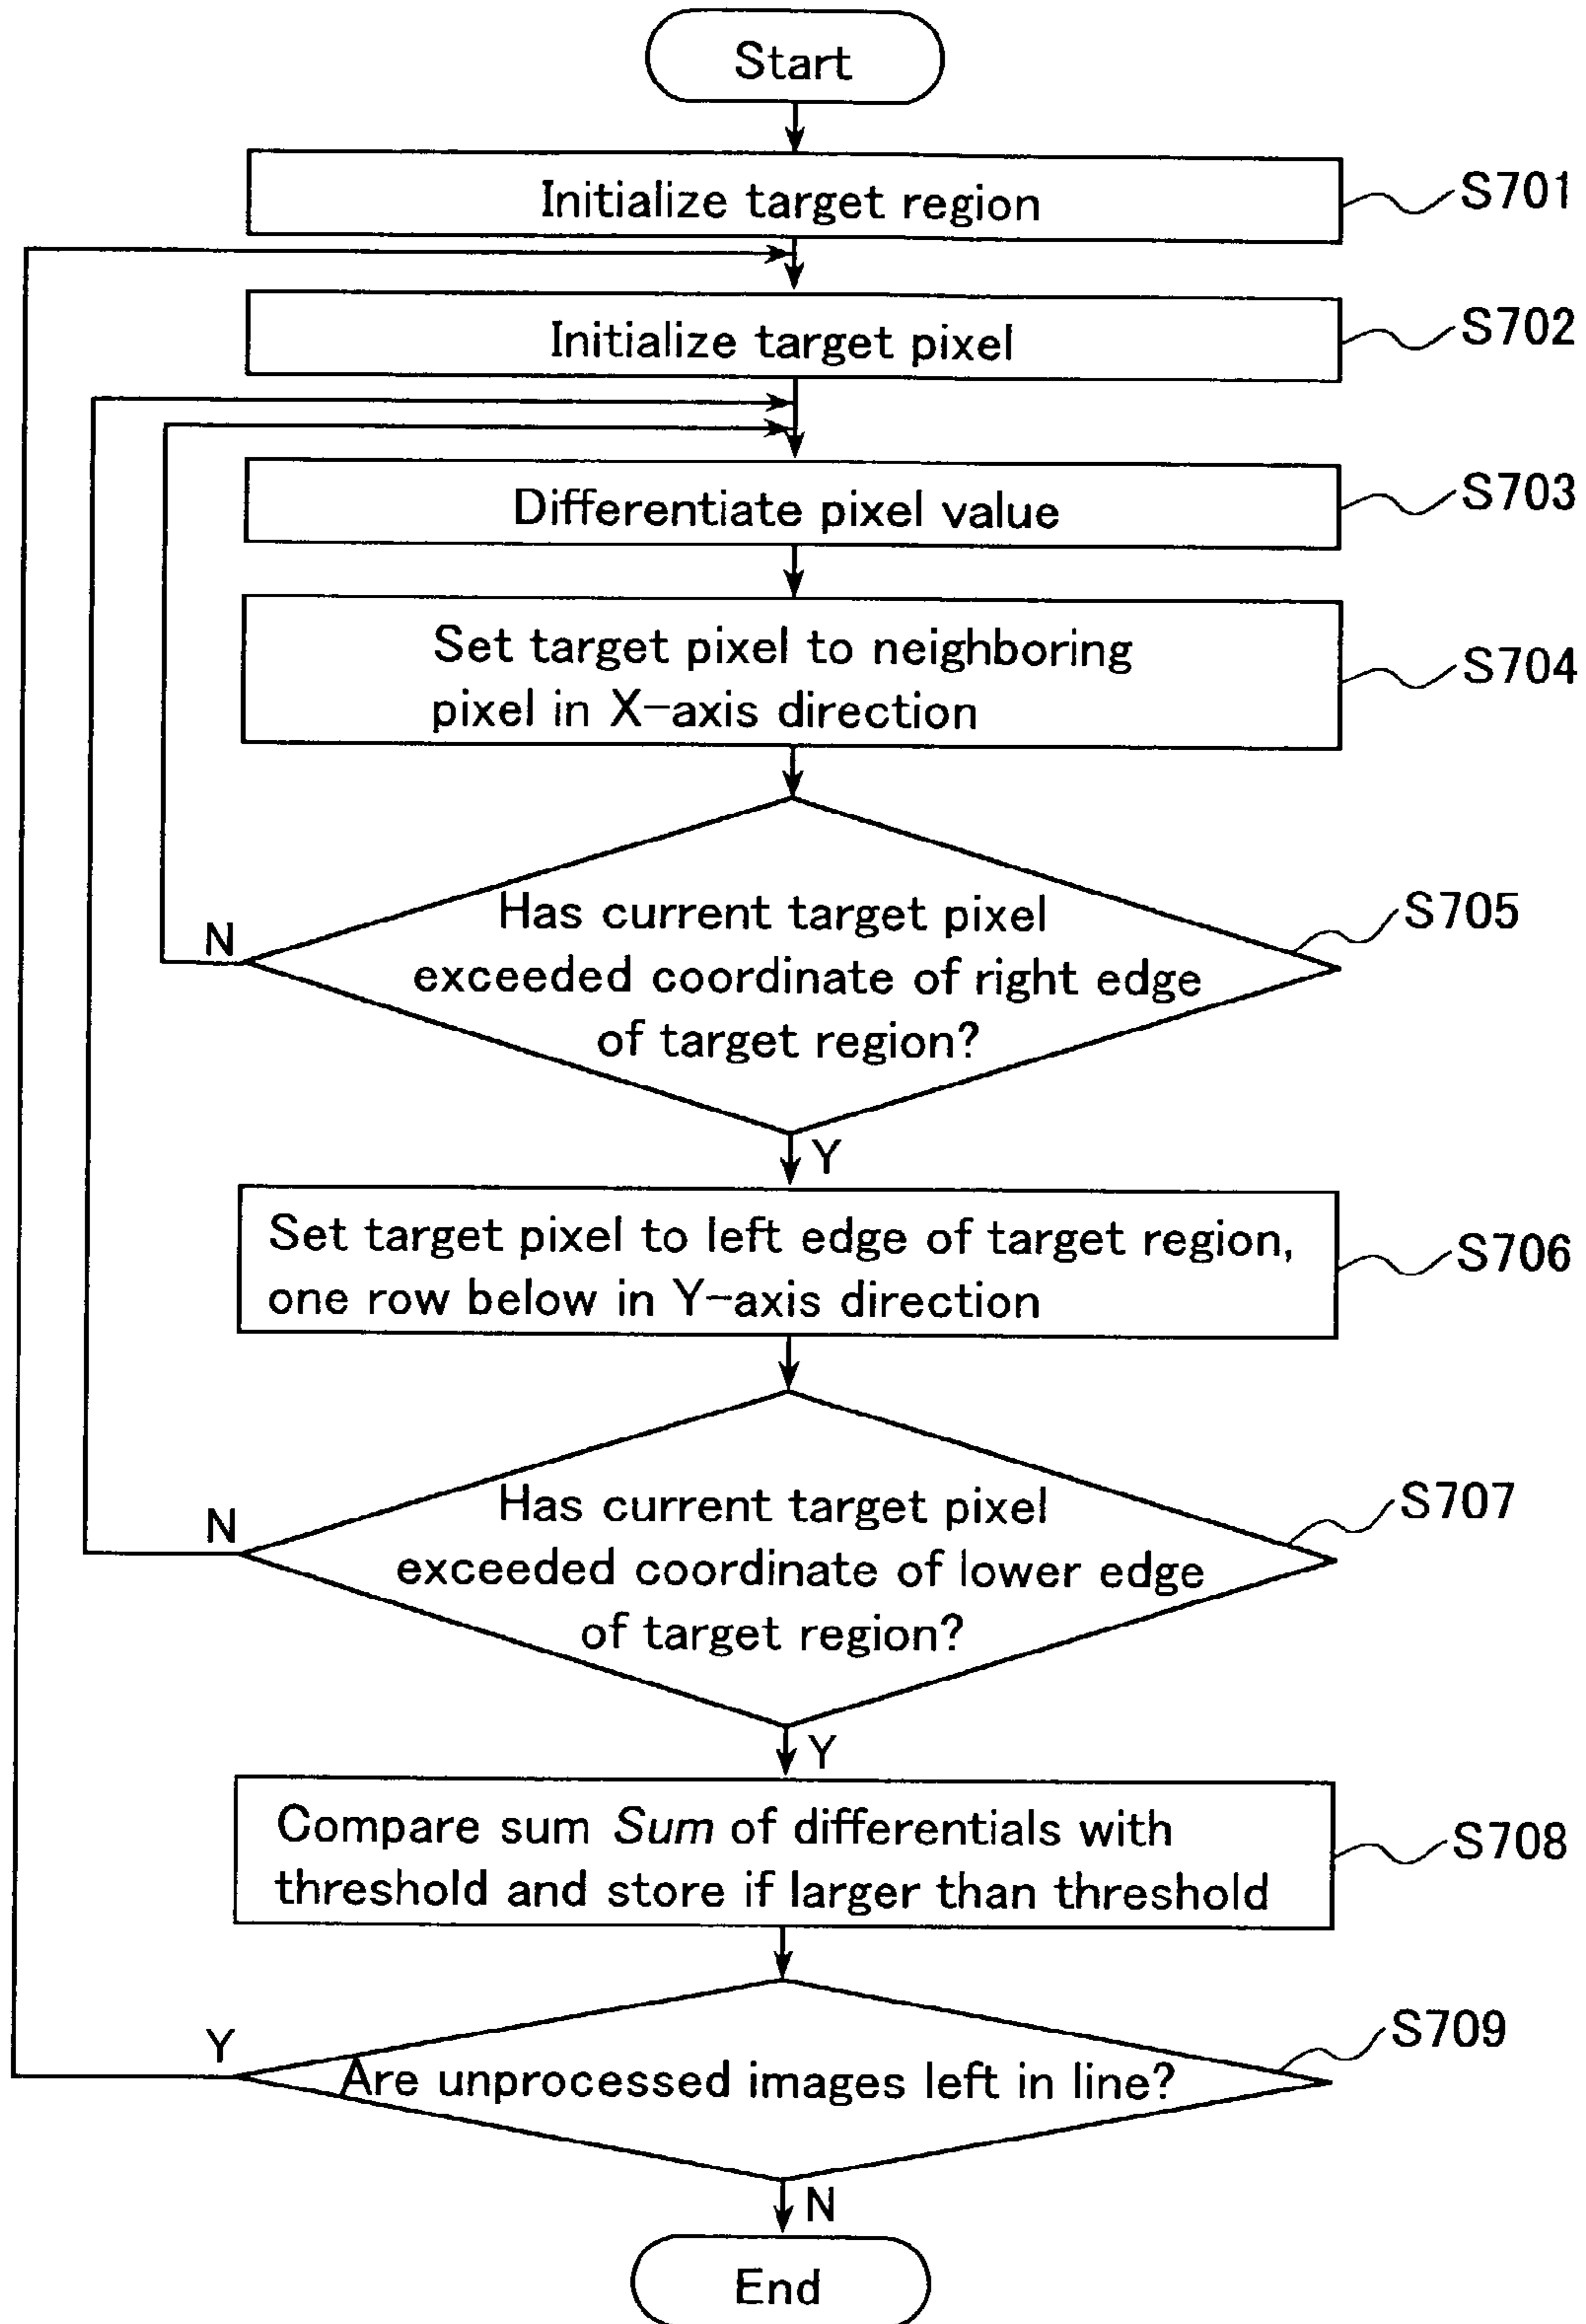 Start
Initialize target region
S701
Initialize target pixel
S702
Differentiate pixel value
S703
Set target pixel to neighboring
pixel in X-axis direction
S704
Has current target pixel
exceeded coordinate of right edge
of target region?
S705
N
Y
Set target pixel to left edge of target region,
one row below in Y-axis direction
S706
Has current target pixel
exceeded coordinate of lower edge
of target region?
S707
N
Y
Compare sum Sum of differentials with
threshold and store if larger than threshold
S708
Are unprocessed images left in line?
S709
Y
N
End